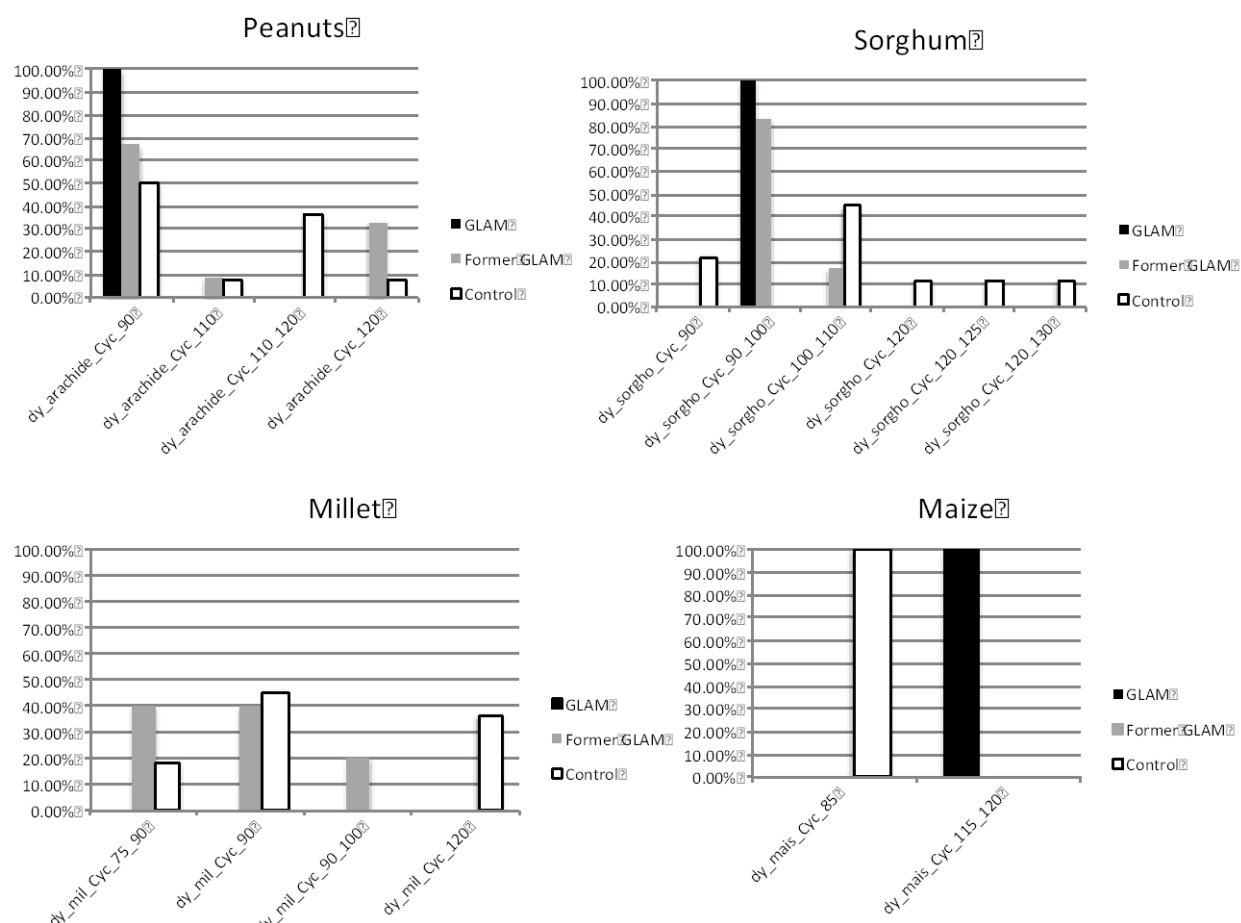 Peanuts
100.00%
90.00%
80.00%
70.00%
60.00%
50.00%
40.00%
30.00%
20.00%
10.00%
0.00%
dy_arachide_Cyc_90
dy_arachide_Cyc_110
dy_arachide_Cyc_110_120
dy_arachide_Cyc_120
GLAM
Former GLAM
Control
Sorghum
100.00%
90.00%
80.00%
70.00%
60.00%
50.00%
40.00%
30.00%
20.00%
10.00%
0.00%
dy_sorgho_Cyc_90
dy_sorgho_Cyc_90_100
dy_sorgho_Cyc_100_110
dy_sorgho_Cyc_120
dy_sorgho_Cyc_120_125
dy_sorgho_Cyc_120_130
GLAM
Former GLAM
Control
Millet
100.00%
90.00%
80.00%
70.00%
60.00%
50.00%
40.00%
30.00%
20.00%
10.00%
0.00%
dy_mil_Cyc_75_90
dy_mil_Cyc_90
dy_mil_Cyc_90_100
dy_mil_Cyc_120
GLAM
Former GLAM
Control
Maize
100.00%
90.00%
80.00%
70.00%
60.00%
50.00%
40.00%
30.00%
20.00%
10.00%
0.00%
dy_mais_Cyc_85
dy_mais_Cyc_115_120
GLAM
Former GLAM
Control